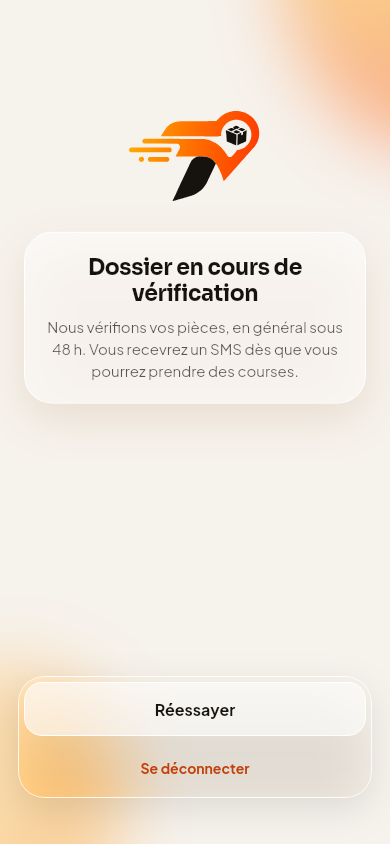 Dossier en cours de
vérification
Nous vérifions vos pièces, en général sous
48 h. Vous recevrez un SMS dès que vous
pourrez prendre des courses.
Réessayer
Se déconnecter